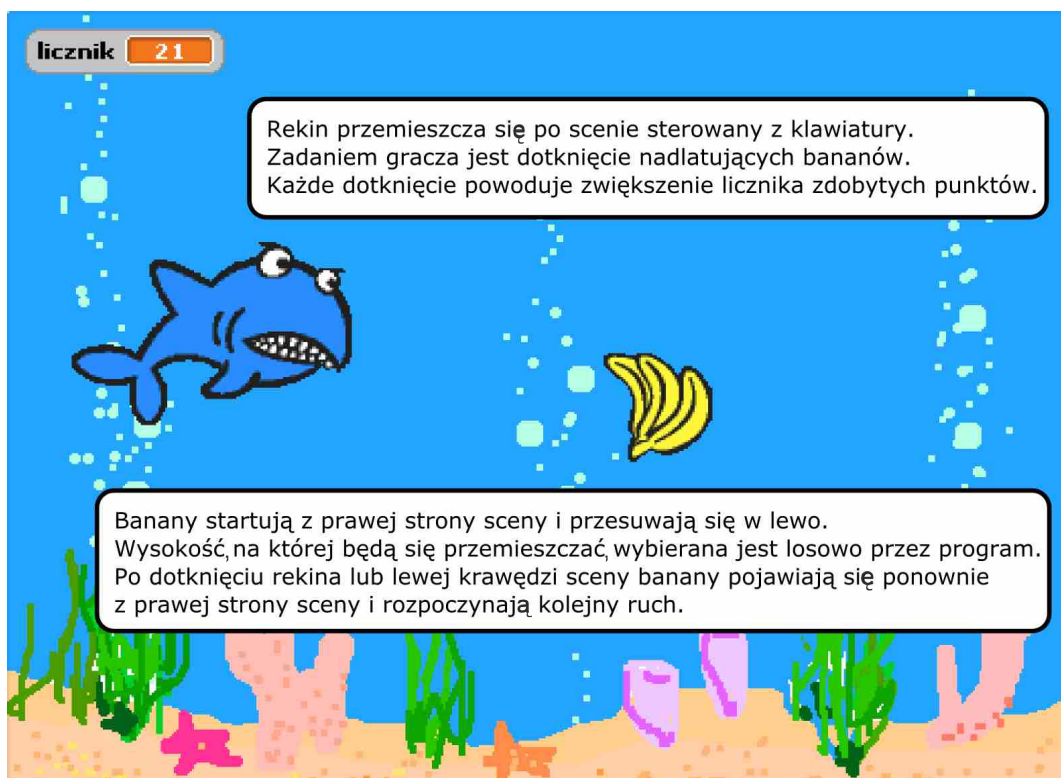 licznik 21
Rekin przemieszcza się po scenie sterowany z klawiatury.
Zadaniem gracza jest dotknięcie nadlatujących bananów.
Każde dotknięcie powoduje zwiększenie licznika zdobytych punktów.
Banany startują z prawej strony sceny i przesuwają się w lewo.
Wysokość, na której będą się przemieszczać, wybierana jest losowo przez program.
Po dotknięciu rekina lub lewej krawędzi sceny banany pojawiają się ponownie
z prawej strony sceny i rozpoczynają kolejny ruch.